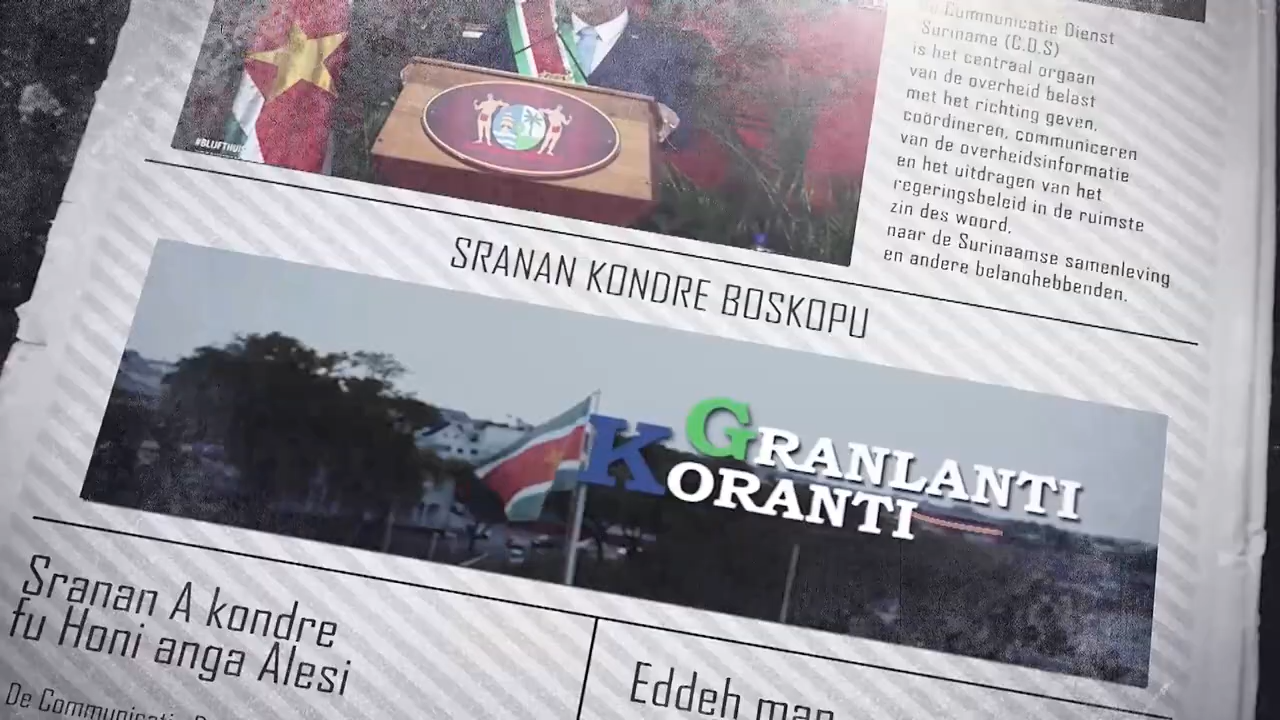 #BLUFTHUIS
Communicatie Dienst
Suriname (C.D.S)
is het centraal orgaan
van de overheid belast
met het richting geven,
coördineren, communiceren
van de overheidsinformatie
en het uitdragen van het
regeringsbeleid in de ruimste
zin des woord,
naar de Surinaamse samenleving
en andere belanghebbenden.
SRANAN KONDRE BOSKOPU
GRANLANTI
KORANTI
Sranan A kondre
fu Honi anga Alesi
De Communicatie
Eddeh man